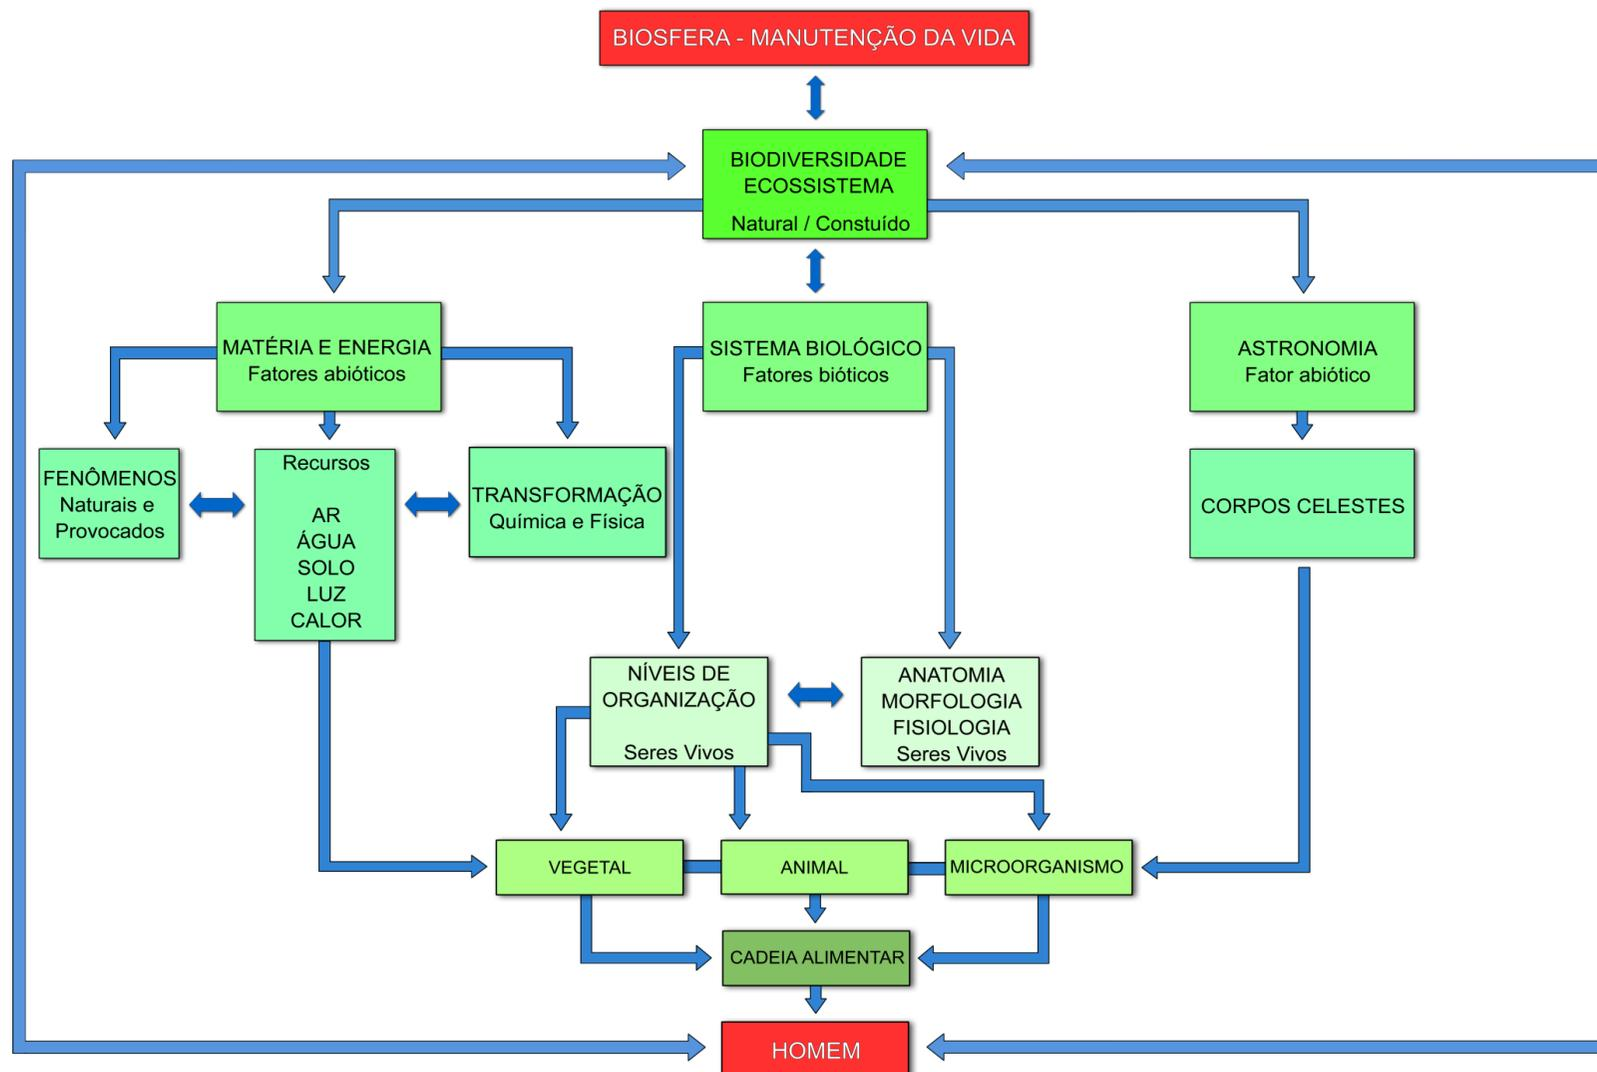 BIOSFERA - MANUTENÇÃO DA VIDA
BIODIVERSIDADE
ECOSSISTEMA
Natural / Constuído
MATÉRIA E ENERGIA
Fatores abióticos
SISTEMA BIOLÓGICO
Fatores bióticos
ASTRONOMIA
Fator abiótico
FENÔMENOS
Naturais e
Provocados
Recursos
AR
ÁGUA
SOLO
LUZ
CALOR
TRANSFORMAÇÃO
Química e Física
CORPOS CELESTES
NÍVEIS DE
ORGANIZAÇÃO
Seres Vivos
ANATOMIA
MORFOLOGIA
FISIOLOGIA
Seres Vivos
VEGETAL
ANIMAL
MICROORGANISMO
CADEIA ALIMENTAR
HOMEM